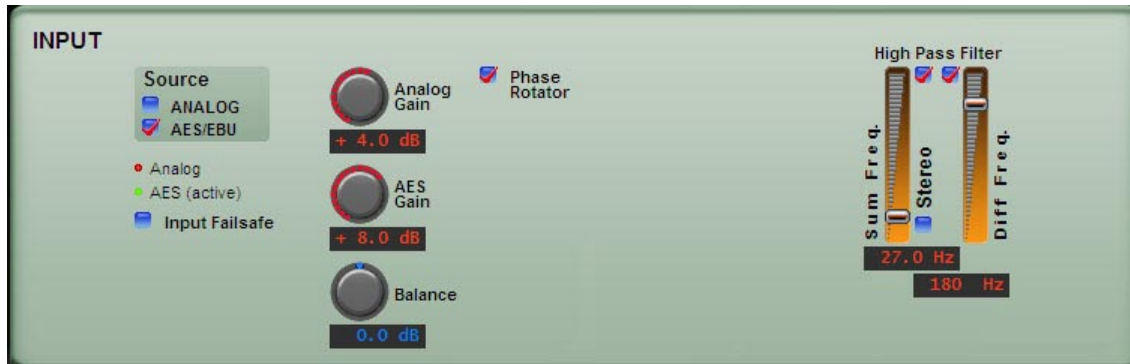 INPUT
Source
ANALOG
AES/EBU
Analog
AES (active)
Input Failsafe
Analog
Gain
+ 4.0 dB
AES
Gain
+ 8.0 dB
Balance
0.0 dB
Phase
Rotator
High Pass Filter
Sum Freq.
Stereo
Diff Freq.
27.0 Hz
180 Hz